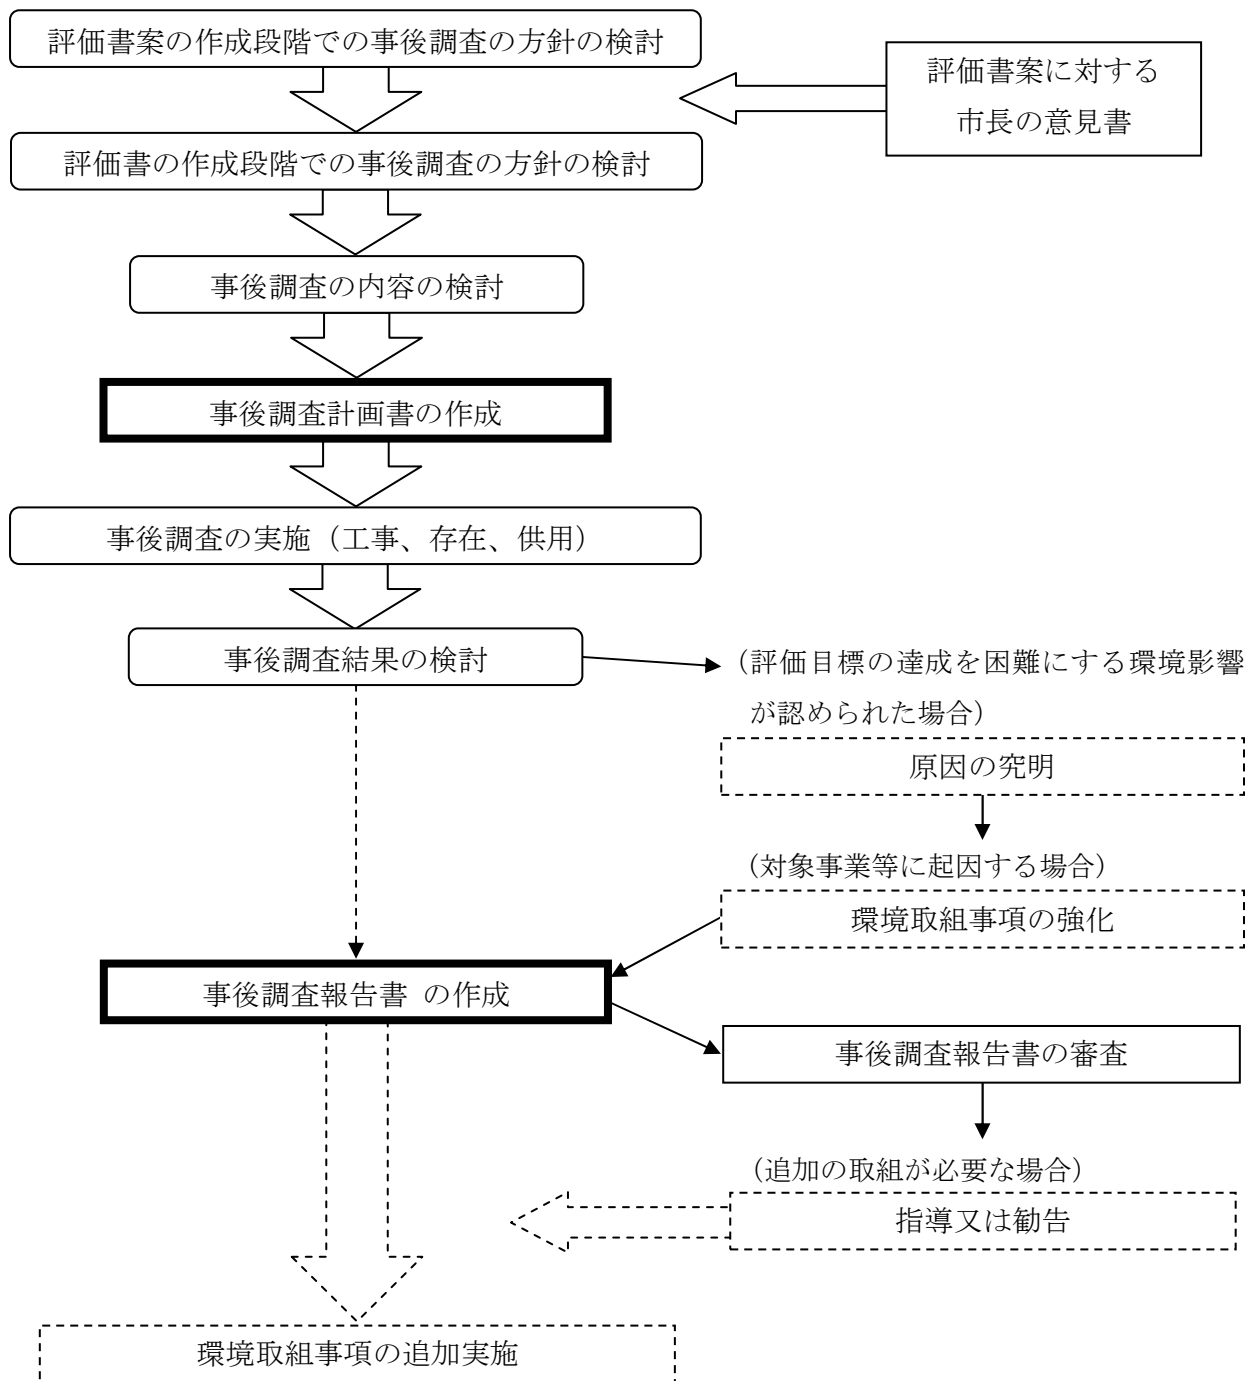 評価書案の作成段階での事後調査の方針の検討
評価書案に対する
市長の意見書
評価書の作成段階での事後調査の方針の検討
事後調査の内容の検討
事後調査計画書の作成
事後調査の実施（工事、存在、供用）
事後調査結果の検討
（評価目標の達成を困難にする環境影響
が認められた場合）
原因の究明
（対象事業等に起因する場合）
環境取組事項の強化
事後調査報告書 の作成
事後調査報告書の審査
（追加の取組が必要な場合）
指導又は勧告
環境取組事項の追加実施